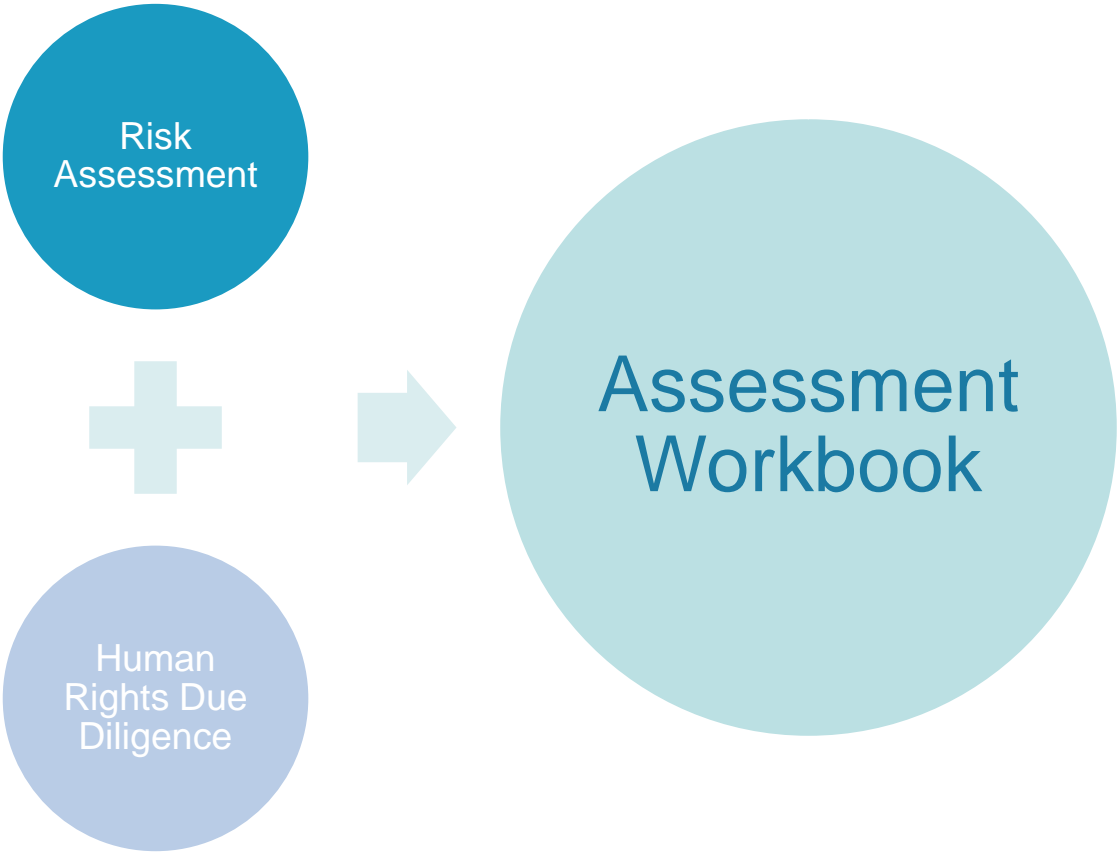 Risk
Assessment
Human
Rights Due
Diligence
Assessment
Workbook